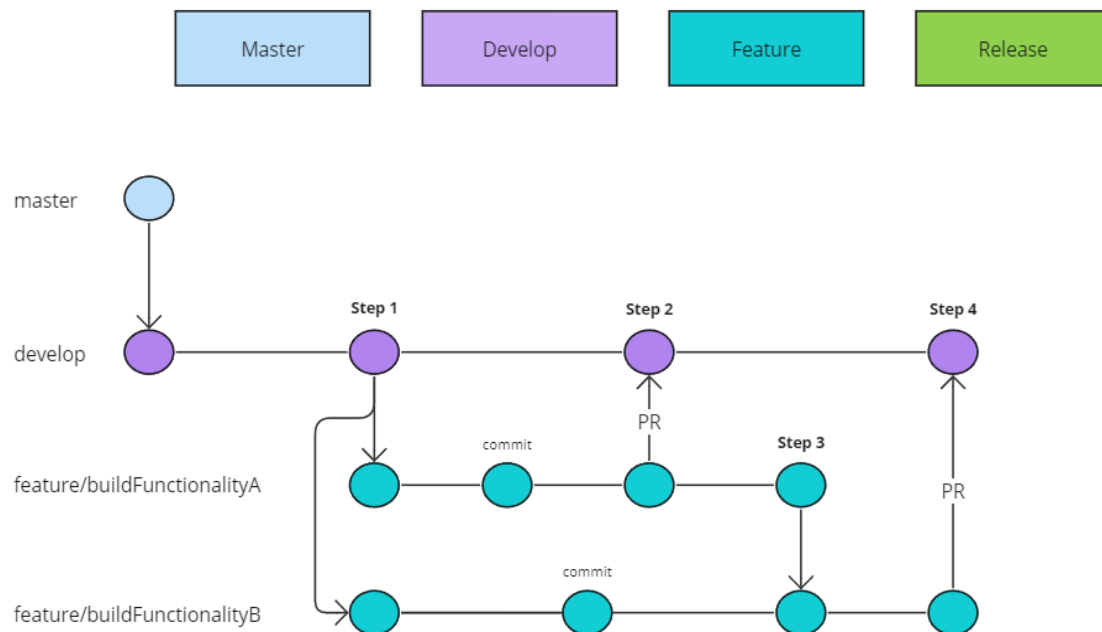 Master
Develop
Feature
Release
master
Step 1
Step 2
Step 4
develop
PR
commit
Step 3
feature/buildFunctionalityA
PR
commit
feature/buildFunctionalityB